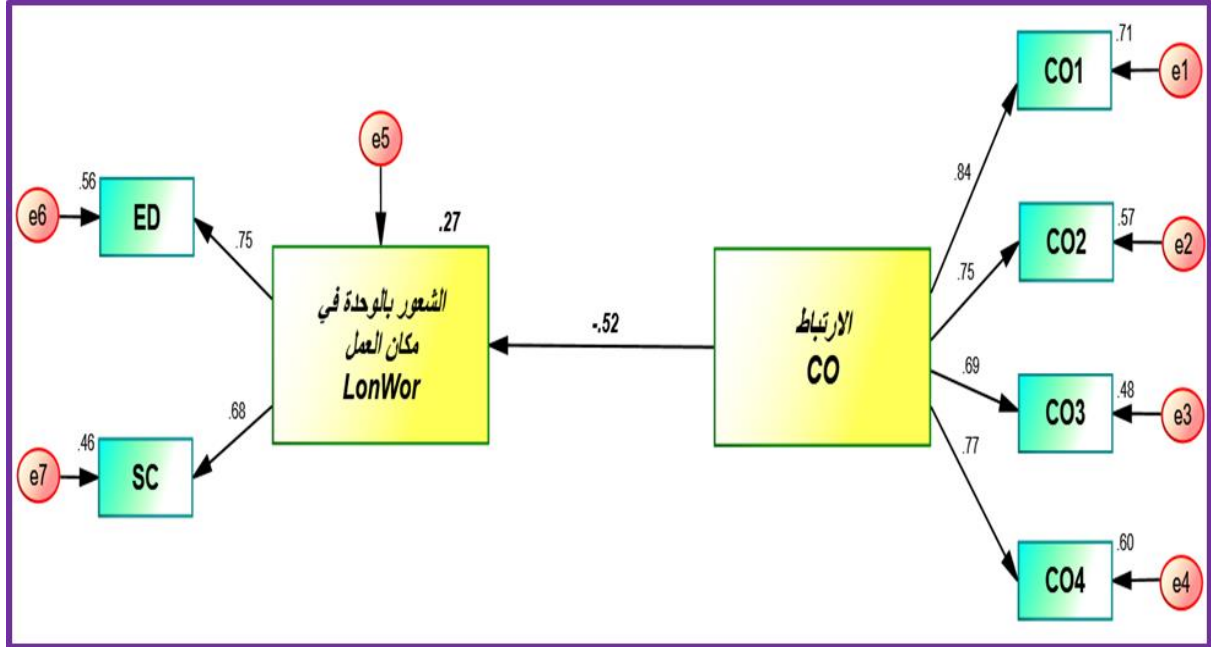 .71
CO1
e1
e5
.84
.56
ED
e6
.75
.27
.57
CO2
e2
.75
الشعور بالوحدة في
مكان العمل
LonWor
-.52
الارتباط
CO
.69
.48
CO3
e3
.68
.46
SC
e7
.77
.60
CO4
e4